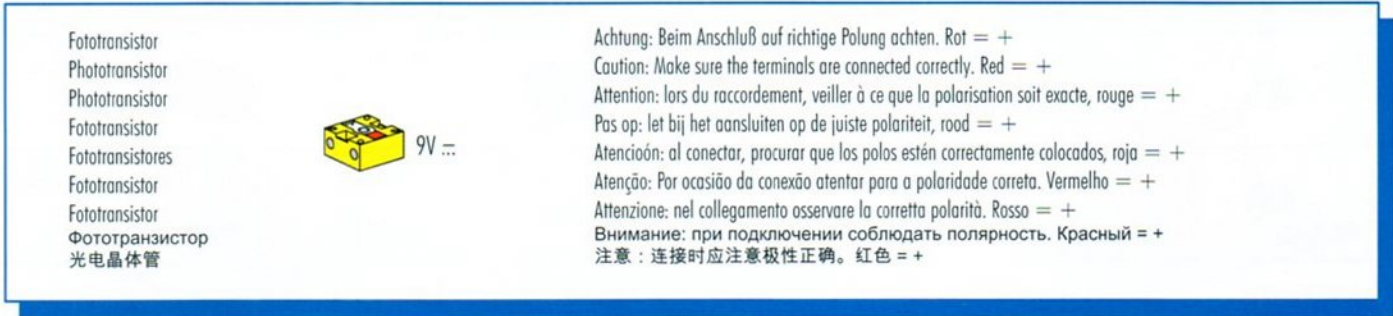 Fototransistor
Phototransistor
Phototransistor
Fototransistor
Fototransistores
Fototransistor
Fototransistor
Фототранзистор
光电晶体管
9V ⎓
Achtung: Beim Anschluß auf richtige Polung achten. Rot = +
Caution: Make sure the terminals are connected correctly. Red = +
Attention: lors du raccordement, veiller à ce que la polarisation soit exacte, rouge = +
Pas op: let bij het aansluiten op de juiste polariteit, rood = +
Atencioón: al conectar, procurar que los polos estén correctamente colocados, roja = +
Atenção: Por ocasião da conexão atentar para a polaridade correta. Vermelho = +
Attenzione: nel collegamento osservare la corretta polarità. Rosso = +
Внимание: при подключении соблюдать полярность. Красный = +
注意：连接时应注意极性正确。红色 = +